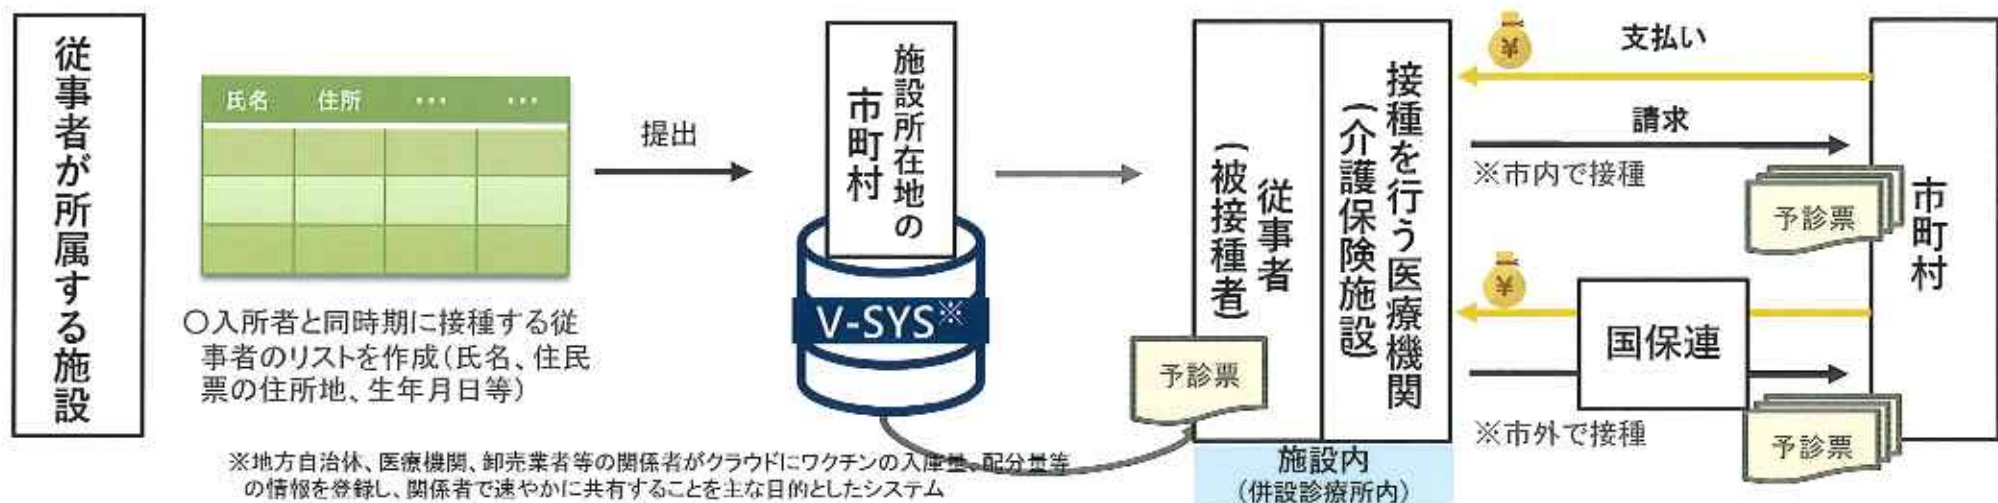 従事者が所属する施設
氏名 住所 … …
〇入所者と同時期に接種する従
事者のリストを作成(氏名、住民
票の住所地、生年月日等)
提出
施設所在地の
市町村
V-SYS※
※地方自治体、医療機関、卸売業者等の関係者がクラウドにワクチンの入庫量、配分量等
の情報を登録し、関係者で速やかに共有することを主な目的としたシステム
従事者
(被接種者)
予診票
接種を行う医療機関
(介護保険施設)
施設内
(併設診療所内)
¥
支払い
請求
※市内で接種
予診票
¥
国保連
※市外で接種
予診票
市町村